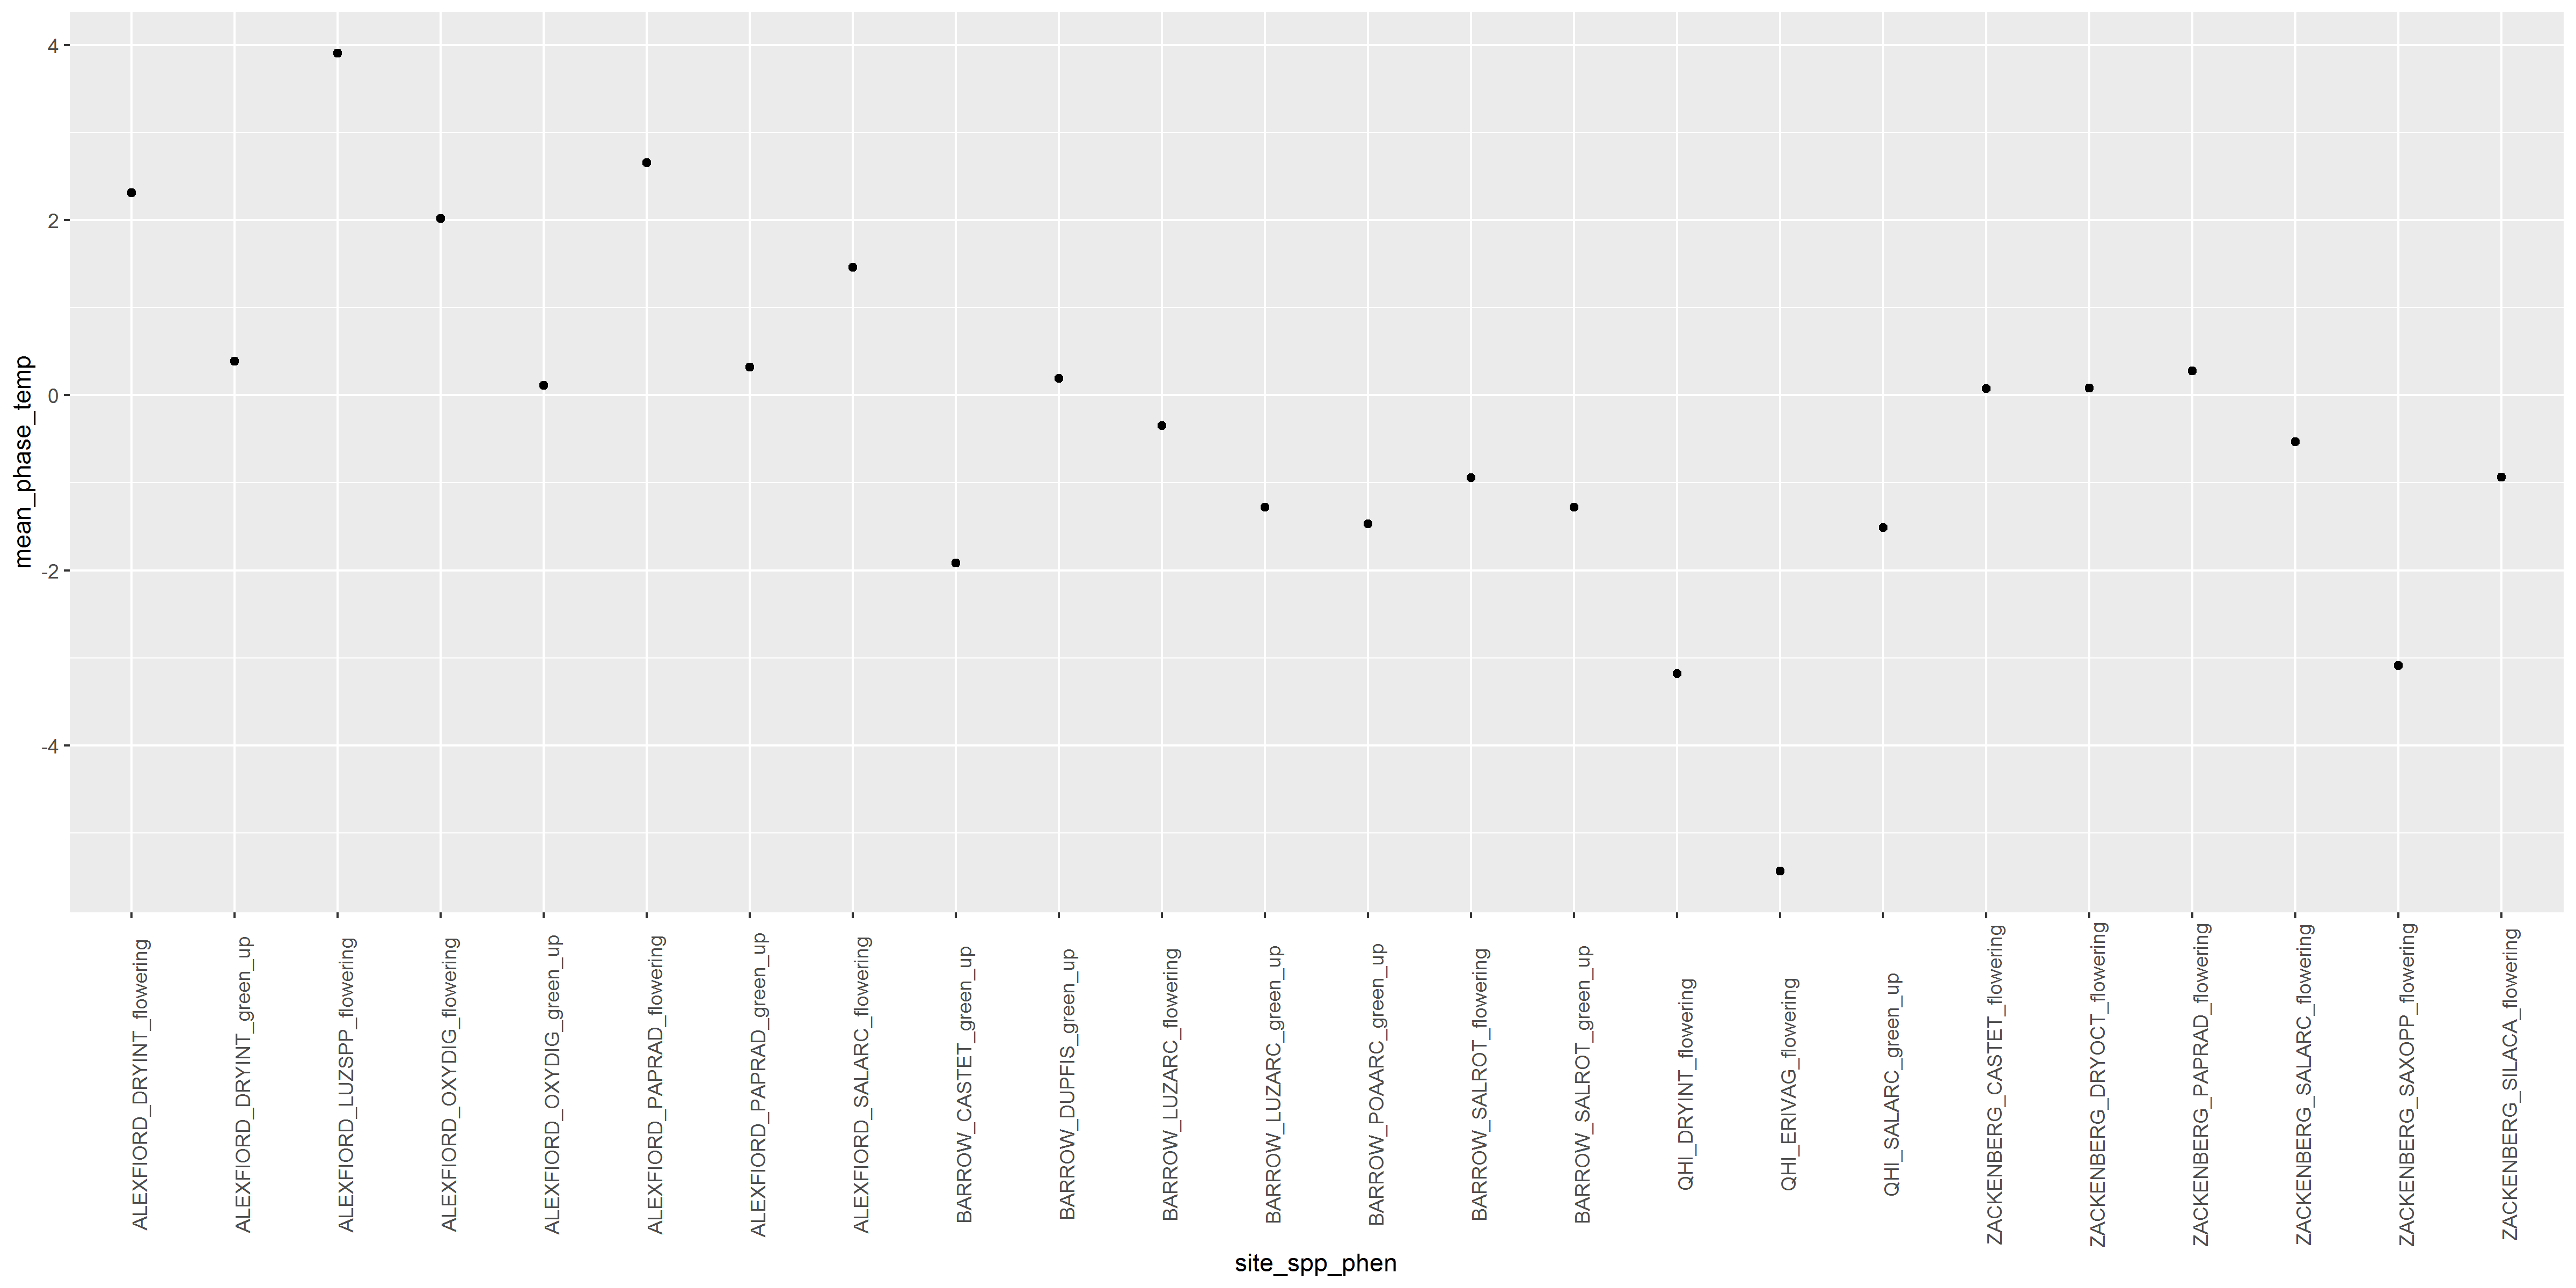 4
2
0
-2
-4
mean_phase_temp
ALEXFIORD_DRYINT_flowering
ALEXFIORD_DRYINT_green_up
ALEXFIORD_LUZSPP_flowering
ALEXFIORD_OXYDIG_flowering
ALEXFIORD_OXYDIG_green_up
ALEXFIORD_PAPRAD_flowering
ALEXFIORD_PAPRAD_green_up
ALEXFIORD_SALARC_flowering
BARROW_CASTET_green_up
BARROW_DUPFIS_green_up
BARROW_LUZARC_flowering
BARROW_LUZARC_green_up
BARROW_POAARC_green_up
BARROW_SALROT_flowering
BARROW_SALROT_green_up
QHI_DRYINT_flowering
QHI_ERIVAG_flowering
QHI_SALARC_green_up
ZACKENBERG_CASTET_flowering
ZACKENBERG_DRYOCT_flowering
ZACKENBERG_PAPRAD_flowering
ZACKENBERG_SALARC_flowering
ZACKENBERG_SAXOPP_flowering
ZACKENBERG_SILACA_flowering
site_spp_phen